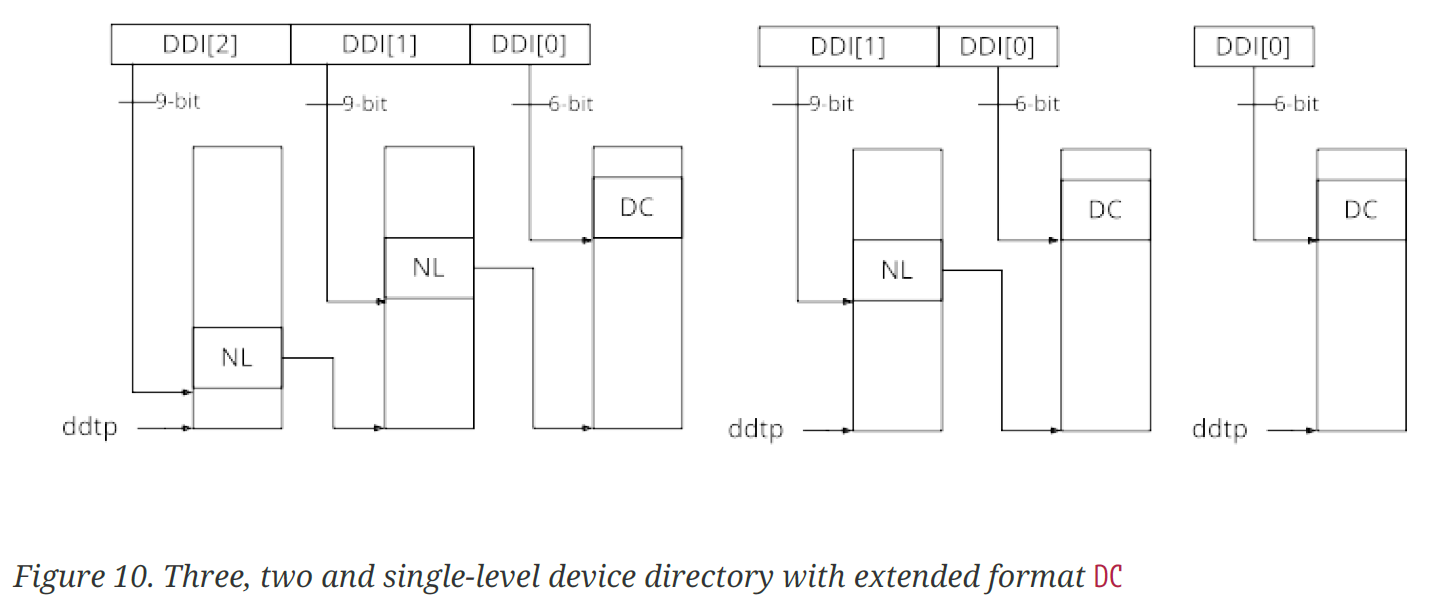 DDI[2] DDI[1] DDI[0] DDI[1] DDI[0] DDI[0]
9-bit 9-bit 6-bit 9-bit 6-bit 6-bit
DC DC DC
NL NL
NL
ddtp ddtp ddtp
Figure 10. Three, two and single-level device directory with extended format DC